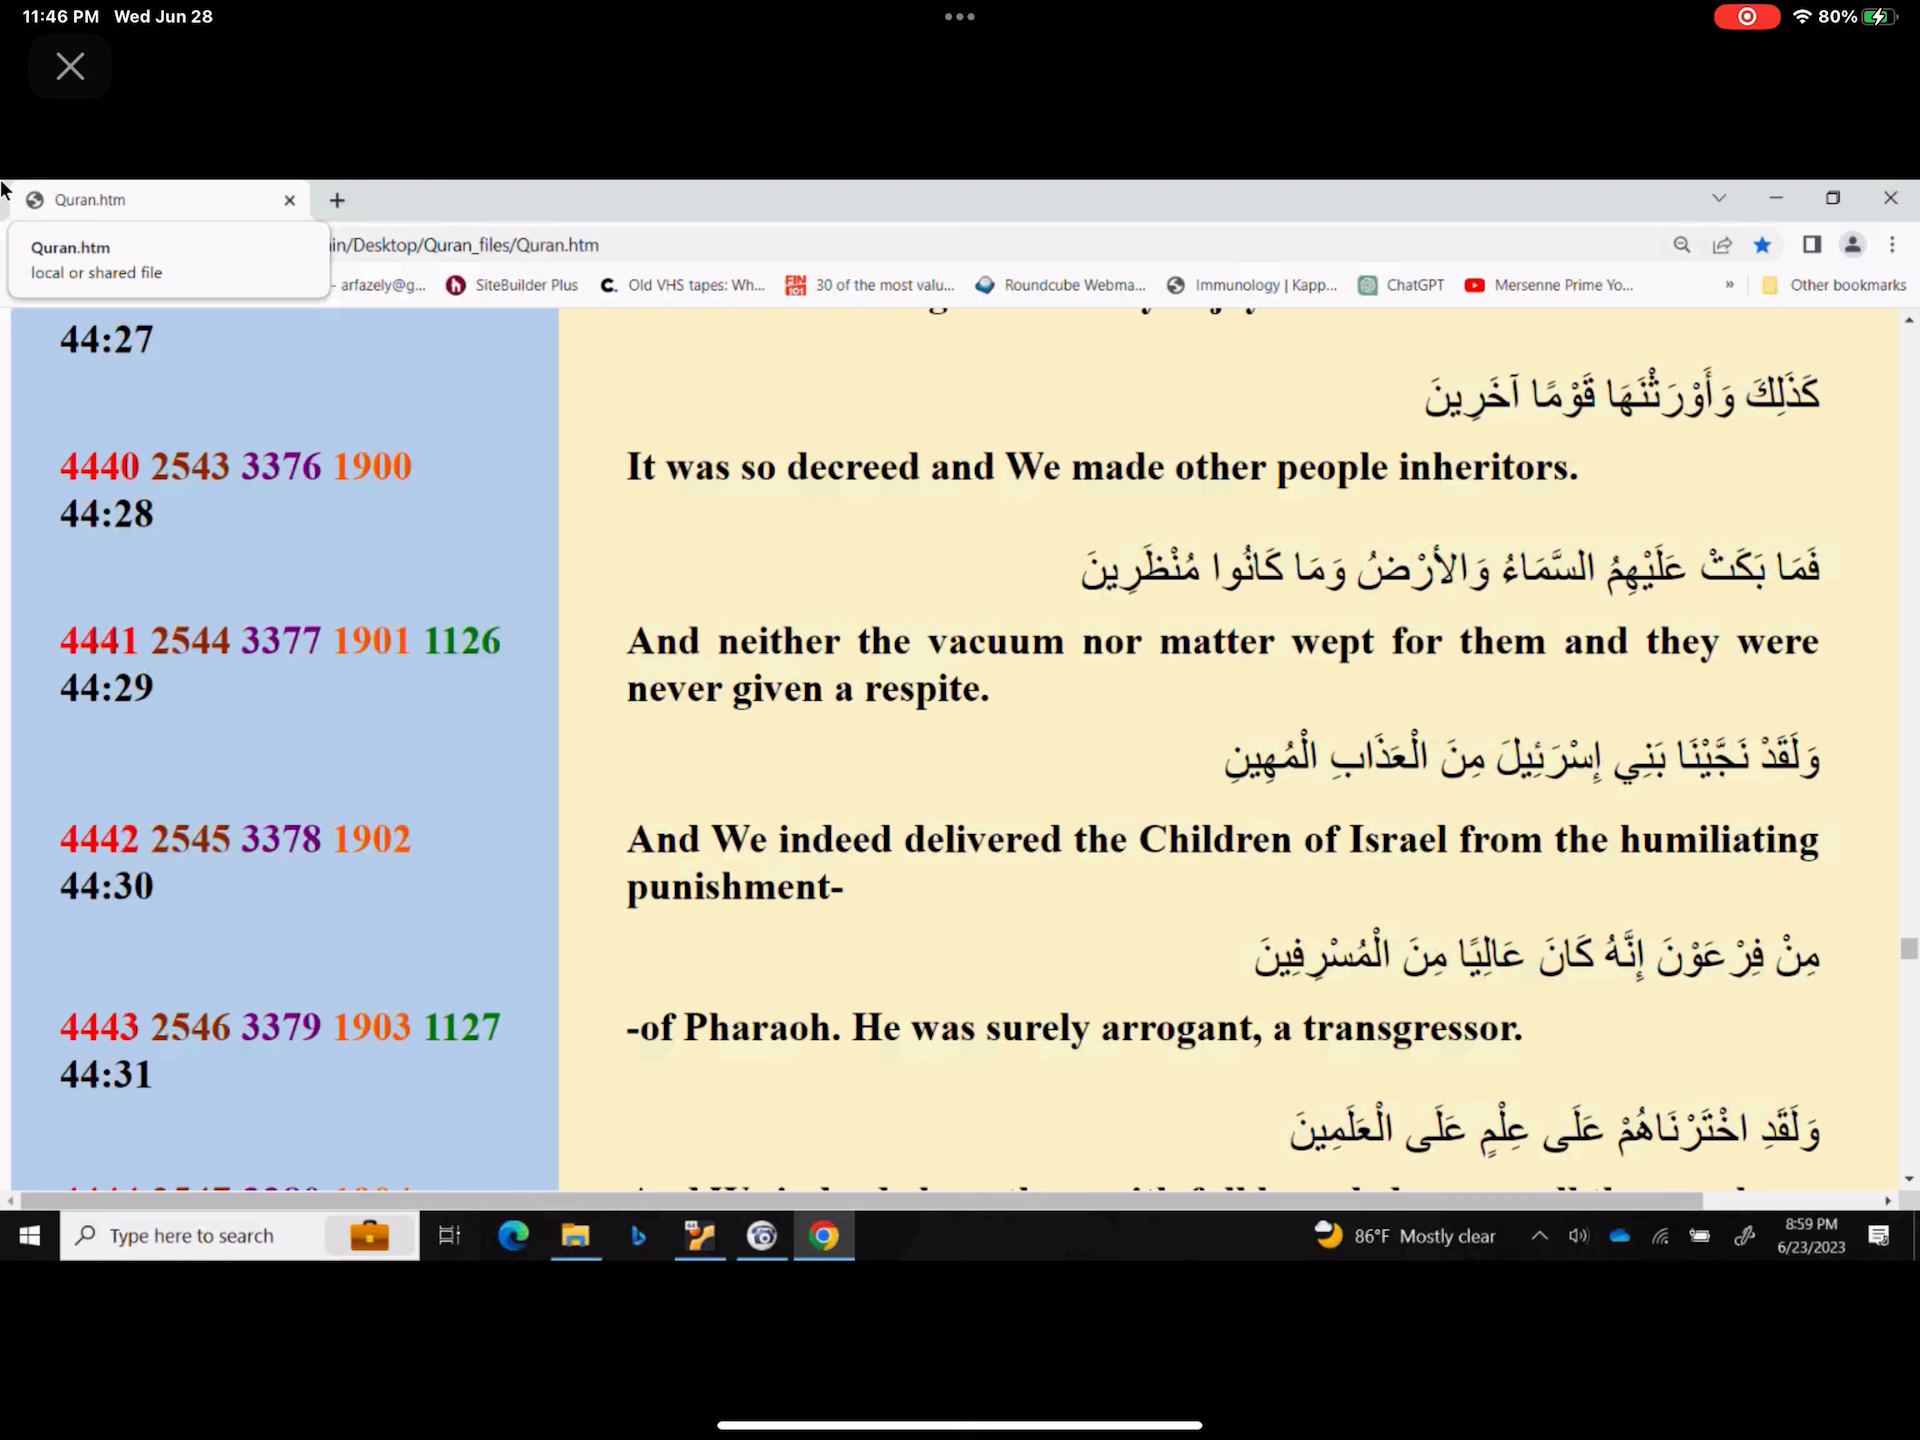 11:46 PM Wed Jun 28
80%
Quran.htm
Quran.htm
local or shared file
in/Desktop/Quran_files/Quran.htm
- arfazely@g... SiteBuilder Plus Old VHS tapes: Wh... FIN 101 30 of the most valu... Roundcube Webma... Immunology | Kapp... ChatGPT Mersenne Prime Yo... » Other bookmarks
44:27
كَذَلِكَ وَأَوْرَثْنَهَا قَوْمًا آخَرِينَ
4440 2543 3376 1900 It was so decreed and We made other people inheritors.
44:28
فَمَا بَكَتْ عَلَيْهِمُ السَّمَاءُ وَالأرْضُ وَمَا كَانُوا مُنْظَرِينَ
4441 2544 3377 1901 1126 And neither the vacuum nor matter wept for them and they were
44:29 never given a respite.
وَلَقَدْ نَجَّيْنَا بَنِي إِسْرَئِيلَ مِنَ الْعَذَابِ الْمُهِينِ
4442 2545 3378 1902 And We indeed delivered the Children of Israel from the humiliating
44:30 punishment-
مِنْ فِرْعَوْنَ إِنَّهُ كَانَ عَالِيًا مِنَ الْمُسْرِفِينَ
4443 2546 3379 1903 1127 -of Pharaoh. He was surely arrogant, a transgressor.
44:31
وَلَقَدِ اخْتَرْنَاهُمْ عَلَى عِلْمٍ عَلَى الْعَلَمِينَ
Type here to search
86°F Mostly clear
8:59 PM
6/23/2023